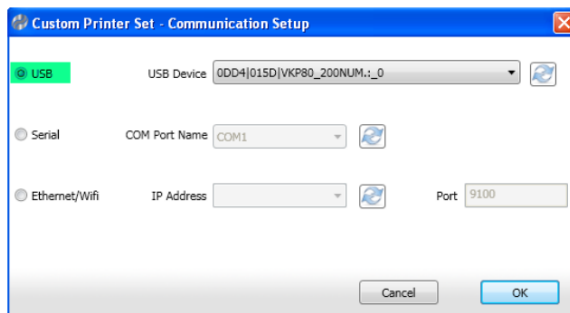 Custom Printer Set - Communication Setup
USB USB Device 0DD4|015D|VKP80_200NUM.:_0
Serial COM Port Name COM1
Ethernet/Wifi IP Address Port 9100
Cancel OK